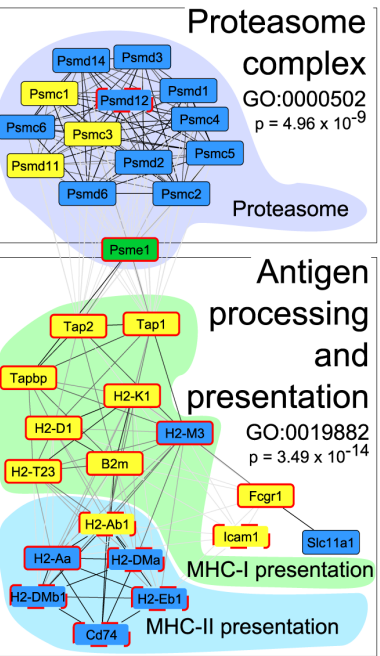 Proteasome
complex
GO:0000502
p = 4.96 x 10-9
Psmd14
Psmd3
Psmc1
Psmd12
Psmd1
Psmc6
Psmc3
Psmc4
Psmd11
Psmd2
Psmc5
Psmd6
Psmc2
Proteasome
Psme1
Antigen
processing
and
presentation
GO:0019882
p = 3.49 x 10-14
Tap2
Tap1
Tapbp
H2-K1
H2-D1
H2-M3
H2-T23
B2m
Fcgr1
H2-Ab1
Icam1
Slc11a1
H2-Aa
H2-DMa
MHC-I presentation
H2-DMb1
H2-Eb1
Cd74
MHC-II presentation